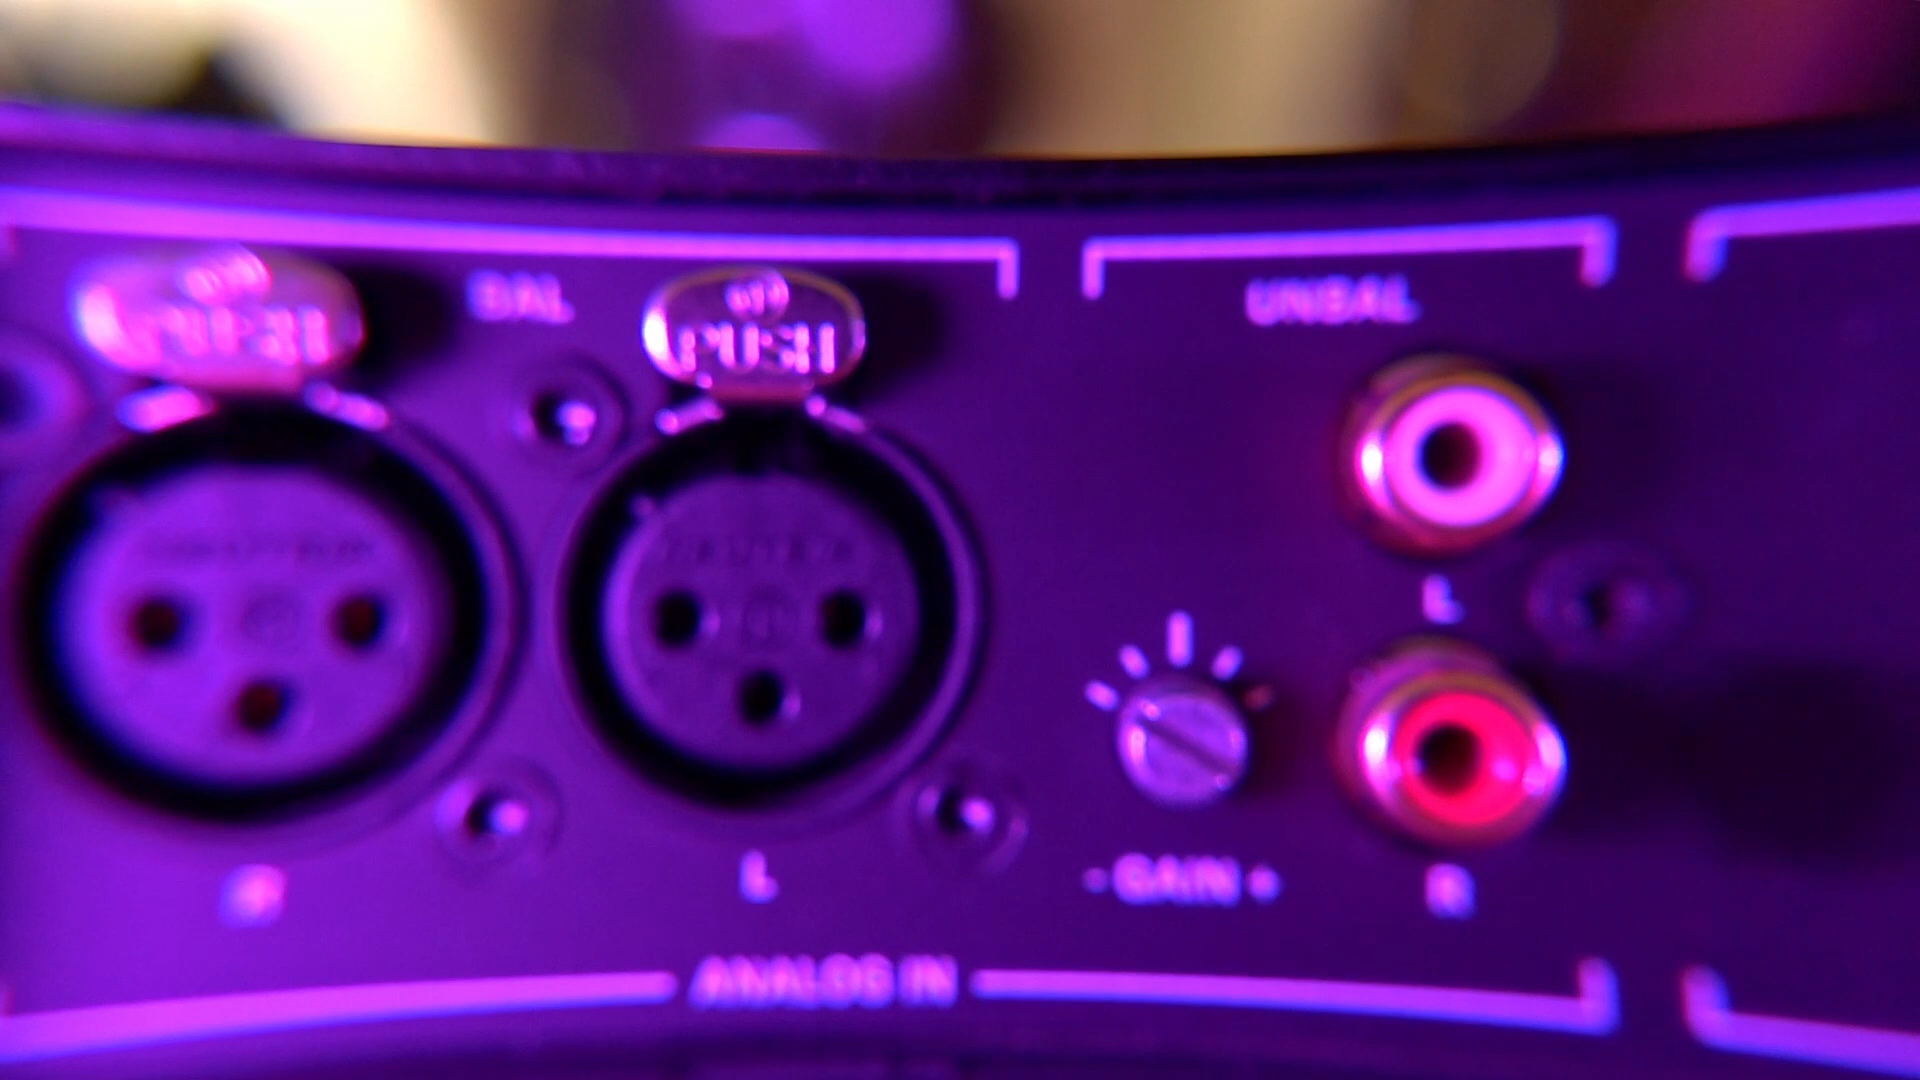 BAL
UNBAL
PUSH
PUSH
L
R
L
- GAIN +
R
ANALOG IN